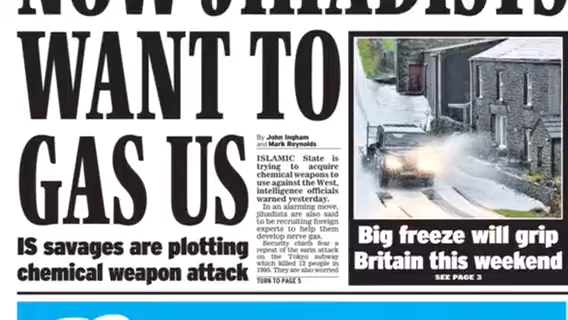 NOW JIHADISTS
WANT TO
GAS US
IS savages are plotting
chemical weapon attack
By John Ingham
and Mark Reynolds
ISLAMIC State is
trying to acquire
chemical weapons to
use against the West,
intelligence officials
warned yesterday.
In an alarming move,
jihadists are also said
to be recruiting foreign
experts to help them
develop nerve gas.
Security chiefs fear a
repeat of the sarin attack
on the Tokyo subway
which killed 12 people in
1995. They are also worried
TURN TO PAGE 5
Big freeze will grip
Britain this weekend
SEE PAGE 3